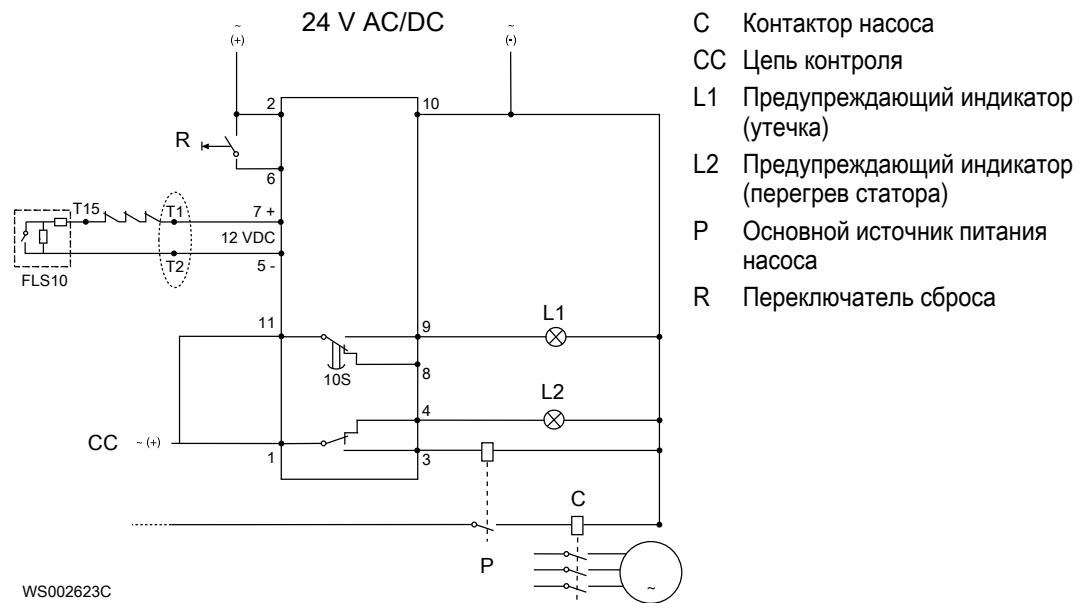 24 V AC/DC
~
(+)
~
(-)
2
10
R
6
T15
T1
7 +
12 VDC
T2
5 -
FLS10
11
9
L1
10S
8
4
L2
CC ~ (+)
1
3
C
P
~
WS002623C
C Контактор насоса
CC Цепь контроля
L1 Предупреждающий индикатор
(утечка)
L2 Предупреждающий индикатор
(перегрев статора)
P Основной источник питания
насоса
R Переключатель сброса